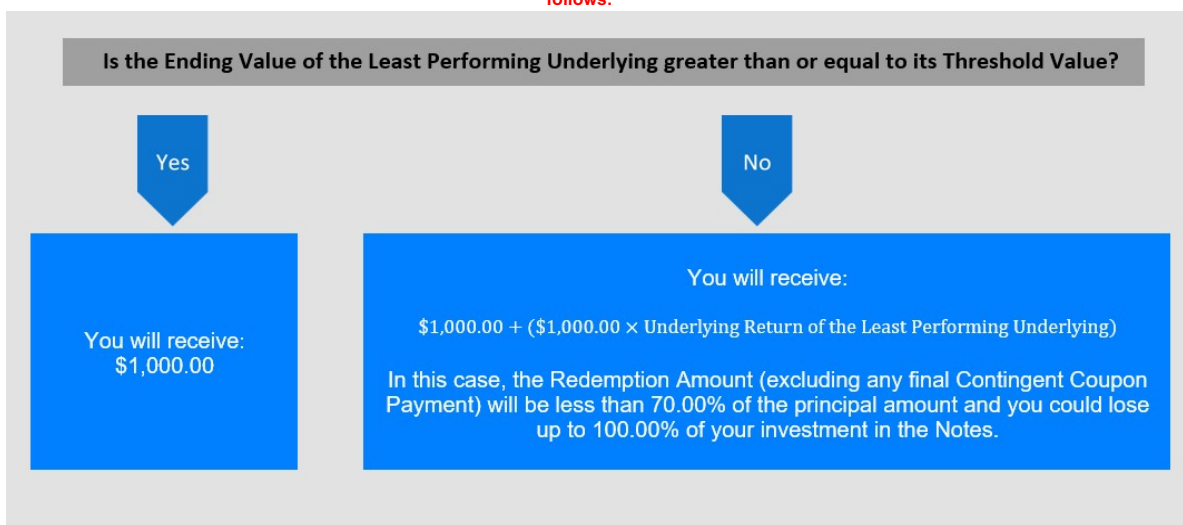 follows:
Is the Ending Value of the Least Performing Underlying greater than or equal to its Threshold Value?
Yes
No
You will receive:
$1,000.00
You will receive:
$1,000.00 + ($1,000.00 × Underlying Return of the Least Performing Underlying)
In this case, the Redemption Amount (excluding any final Contingent Coupon
Payment) will be less than 70.00% of the principal amount and you could lose
up to 100.00% of your investment in the Notes.